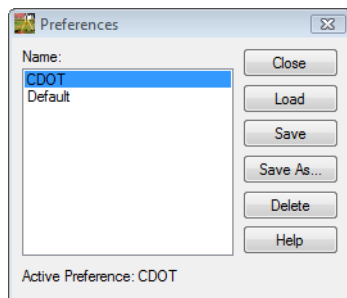 Preferences
Name:
CDOT
Default
Close
Load
Save
Save As...
Delete
Help
Active Preference: CDOT